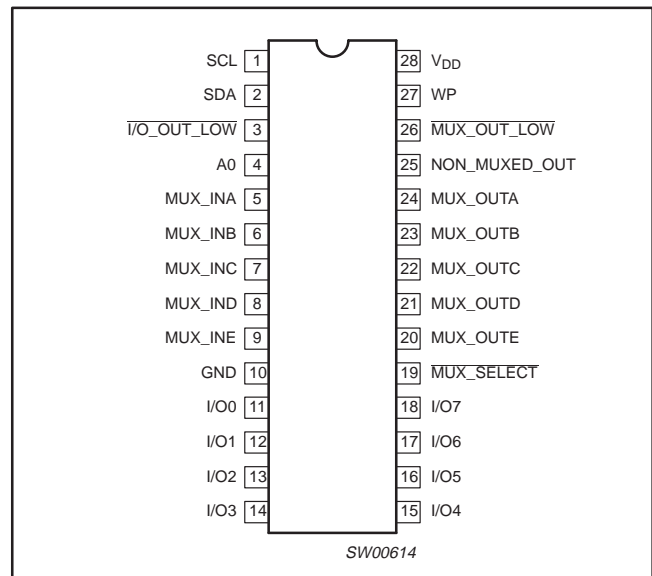 SCL 1 28 VDD
SDA 2 27 WP
I/O_OUT_LOW 3 26 MUX_OUT_LOW
A0 4 25 NON_MUXED_OUT
MUX_INA 5 24 MUX_OUTA
MUX_INB 6 23 MUX_OUTB
MUX_INC 7 22 MUX_OUTC
MUX_IND 8 21 MUX_OUTD
MUX_INE 9 20 MUX_OUTE
GND 10 19 MUX_SELECT
I/O0 11 18 I/O7
I/O1 12 17 I/O6
I/O2 13 16 I/O5
I/O3 14 15 I/O4
SW00614